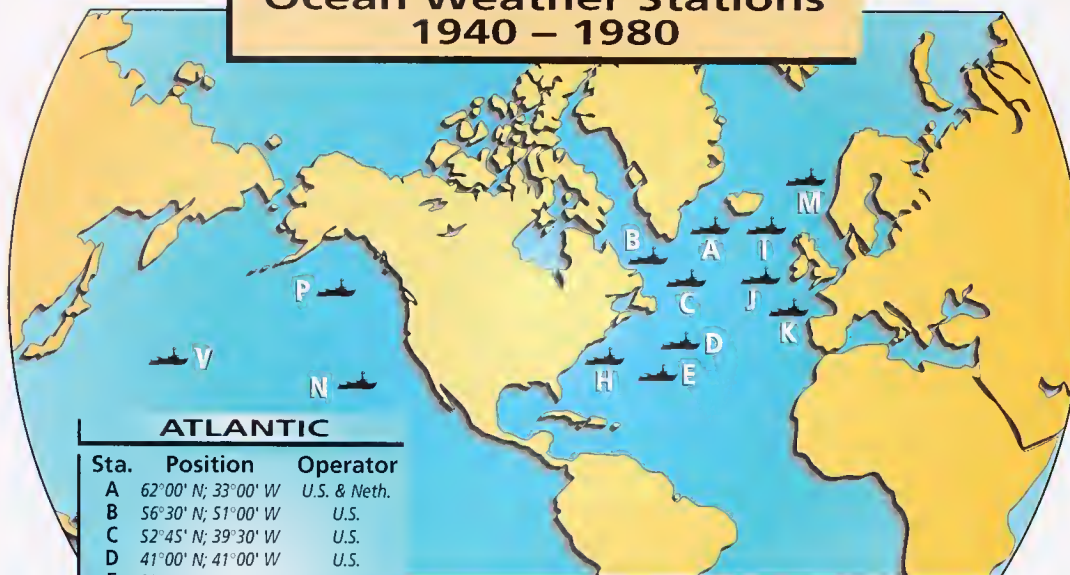 Ocean Weather Stations
1940 – 1980
M
B
A
I
P
C
J
K
V
D
N
H
E
ATLANTIC
Sta. Position Operator
A 62°00' N; 33°00' W U.S. & Neth.
B 56°30' N; 51°00' W U.S.
C 52°45' N; 39°30' W U.S.
D 41°00' N; 41°00' W U.S.